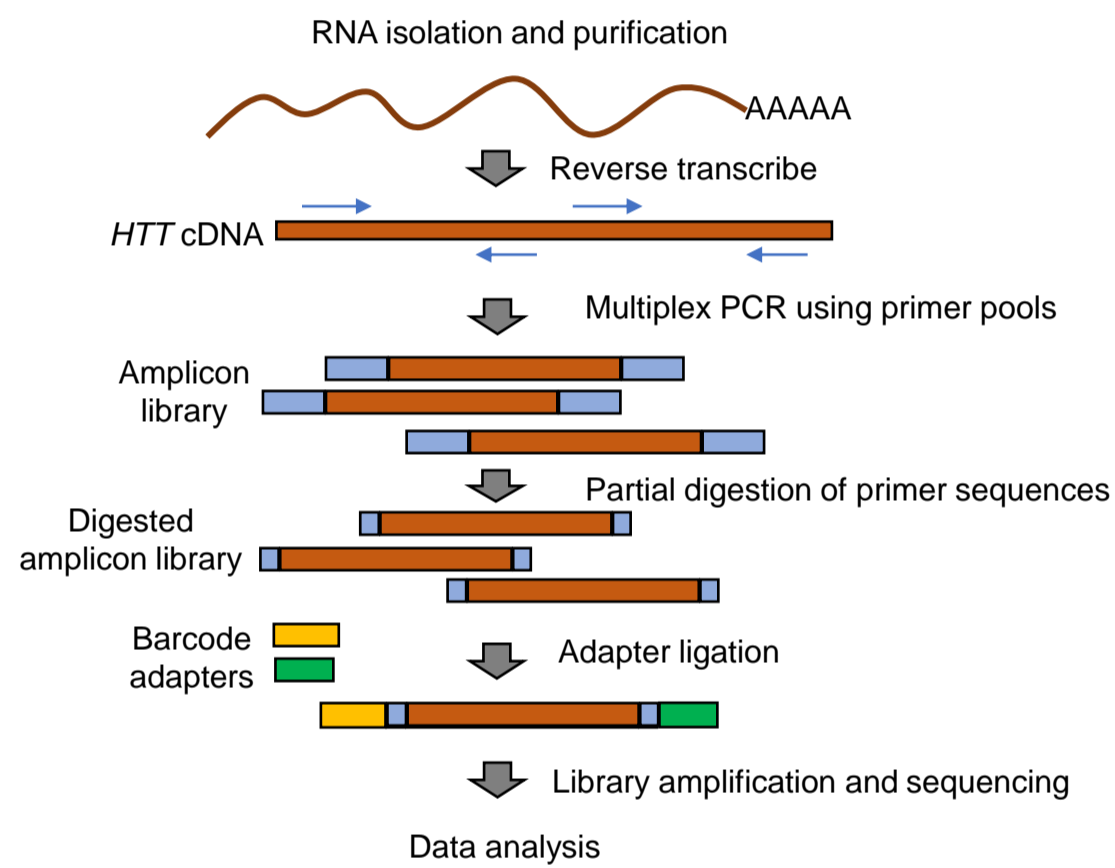 RNA isolation and purification
AAAAA
Reverse transcribe
HTT cDNA
Multiplex PCR using primer pools
Amplicon
library
Partial digestion of primer sequences
Digested
amplicon library
Barcode
adapters
Adapter ligation
Library amplification and sequencing
Data analysis